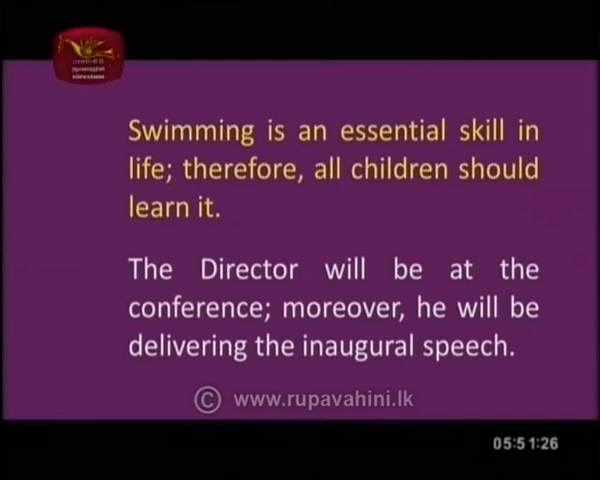 Swimming is an essential skill in
life; therefore, all children should
learn it.
The Director will be at the
conference; moreover, he will be
delivering the inaugural speech.
© www.rupavahini.lk
05:51:26